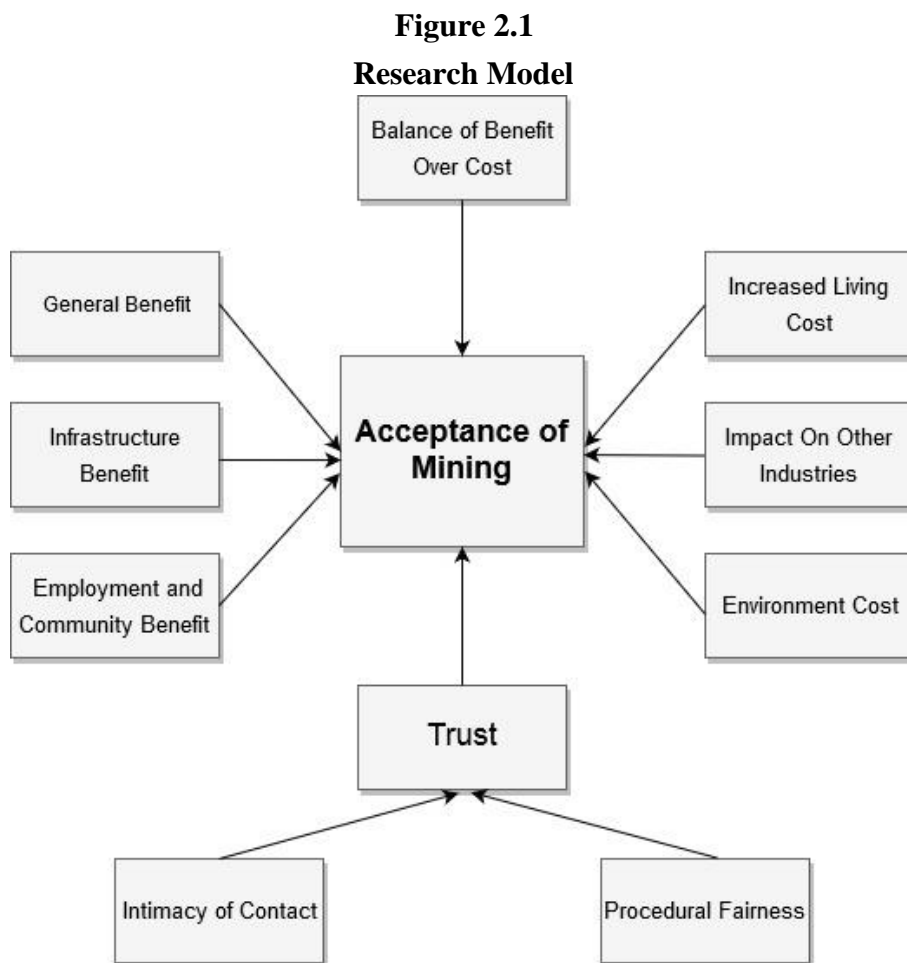 Figure 2.1
Research Model
Balance of Benefit
Over Cost
General Benefit
Increased Living
Cost
Acceptance of
Mining
Infrastructure
Benefit
Impact On Other
Industries
Employment and
Community Benefit
Environment Cost
Trust
Intimacy of Contact
Procedural Fairness